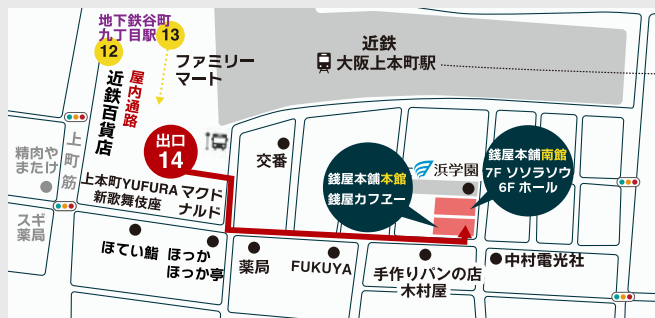 地下鉄谷町
九丁目駅
13
12
屋内通路
近鉄百貨店
ファミリー
マート
近鉄
大阪上本町駅
出口
14
交番
上町筋
精肉や
またけ
スギ
薬局
上本町YUFURA
新歌舞伎座
マクド
ナルド
銭屋本舗本館
銭屋カフヱー
浜学園
銭屋本舗南館
7F ソソラソウ
6F ホール
ほてい鮨
ほっか
ほっか亭
薬局
FUKUYA
手作りパンの店
木村屋
中村電光社